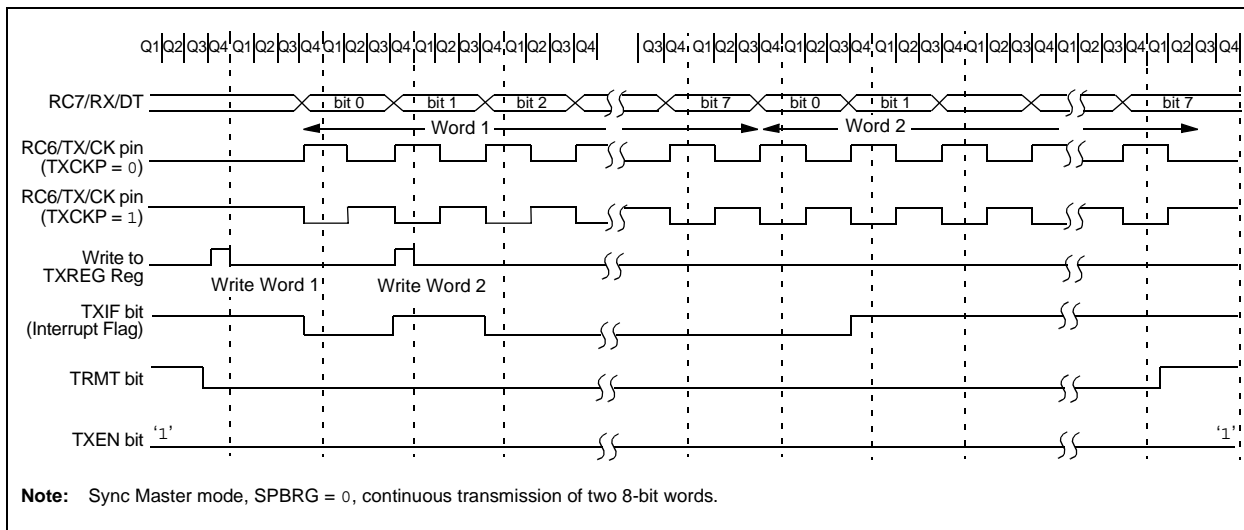 Q1 Q2 Q3 Q4 Q1 Q2 Q3 Q4 Q1 Q2 Q3 Q4 Q1 Q2 Q3 Q4 Q1 Q2 Q3 Q4 Q3 Q4 Q1 Q2 Q3 Q4 Q1 Q2 Q3 Q4 Q1 Q2 Q3 Q4 Q1 Q2 Q3 Q4 Q1 Q2 Q3 Q4 Q1 Q2 Q3 Q4
RC7/RX/DT bit 0 bit 1 bit 2 bit 7 bit 0 bit 1 bit 7
Word 1 Word 2
RC6/TX/CK pin
(TXCKP = 0)
RC6/TX/CK pin
(TXCKP = 1)
Write to
TXREG Reg
Write Word 1 Write Word 2
TXIF bit
(Interrupt Flag)
TRMT bit
TXEN bit ‘1’ ‘1’
Note: Sync Master mode, SPBRG = 0, continuous transmission of two 8-bit words.